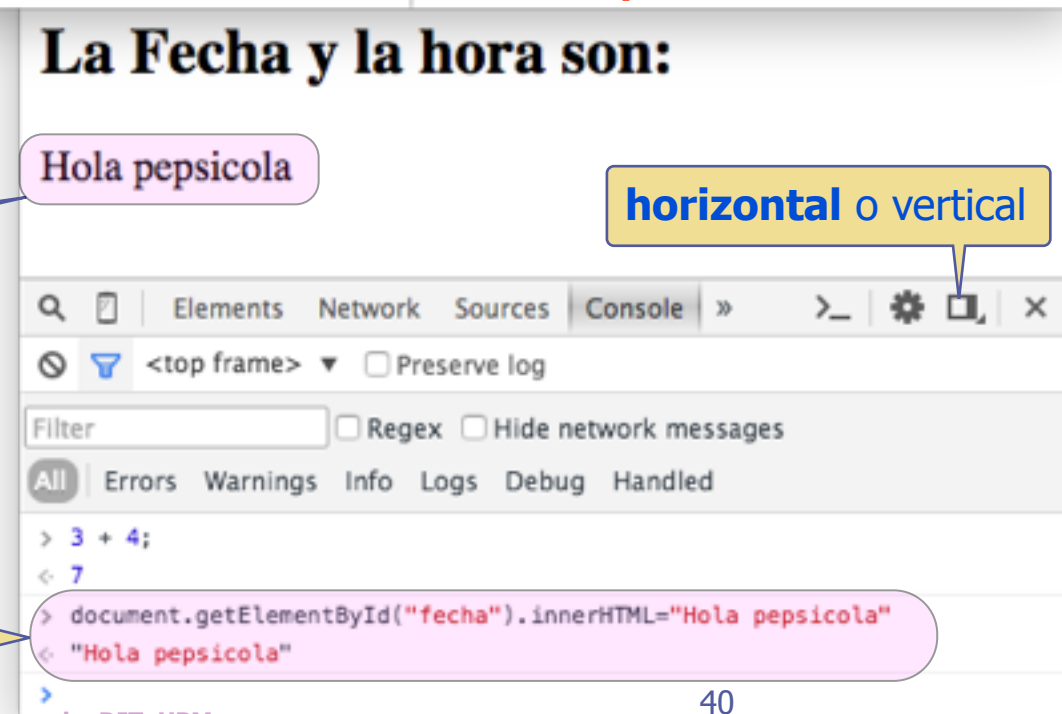 La Fecha y la hora son:
Hola pepsicola
horizontal o vertical
Elements Network Sources Console » >_ ×
<top frame> ▼ Preserve log
Filter Regex Hide network messages
All Errors Warnings Info Logs Debug Handled
> 3 + 4;
<· 7
> document.getElementById("fecha").innerHTML="Hola pepsicola"
<· "Hola pepsicola"
>
40